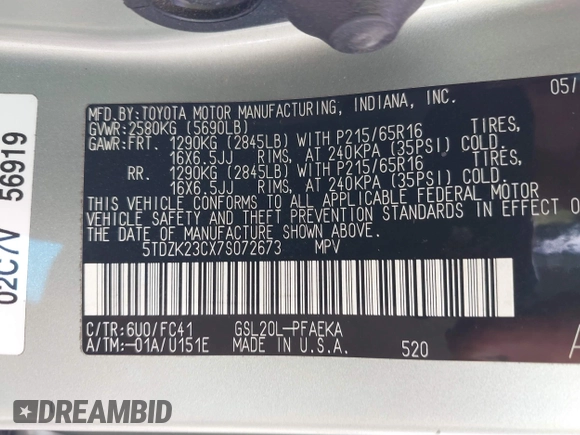 MFD.BY:TOYOTA MOTOR MANUFACTURING, INDIANA, INC. 05/
GVWR:2580KG (5690LB)
GAWR:FRT. 1290KG (2845LB) WITH P215/65R16 TIRES,
16X6.5JJ RIMS, AT 240KPA (35PSI) COLD.
RR. 1290KG (2845LB) WITH P215/65R16 TIRES,
16X6.5JJ RIMS, AT 240KPA (35PSI) COLD.
THIS VEHICLE CONFORMS TO ALL APPLICABLE FEDERAL MOTOR
VEHICLE SAFETY AND THEFT PREVENTION STANDARDS IN EFFECT O
THE DATE OF MANUFACTURE SHOWN ABOVE.
5TDZK23CX7S072673 MPV
C/TR:6U0/FC41 GSL20L-PFAEKA
A/TM:-01A/U151E MADE IN U.S.A. 520
02C7V 56919
DREAMBID